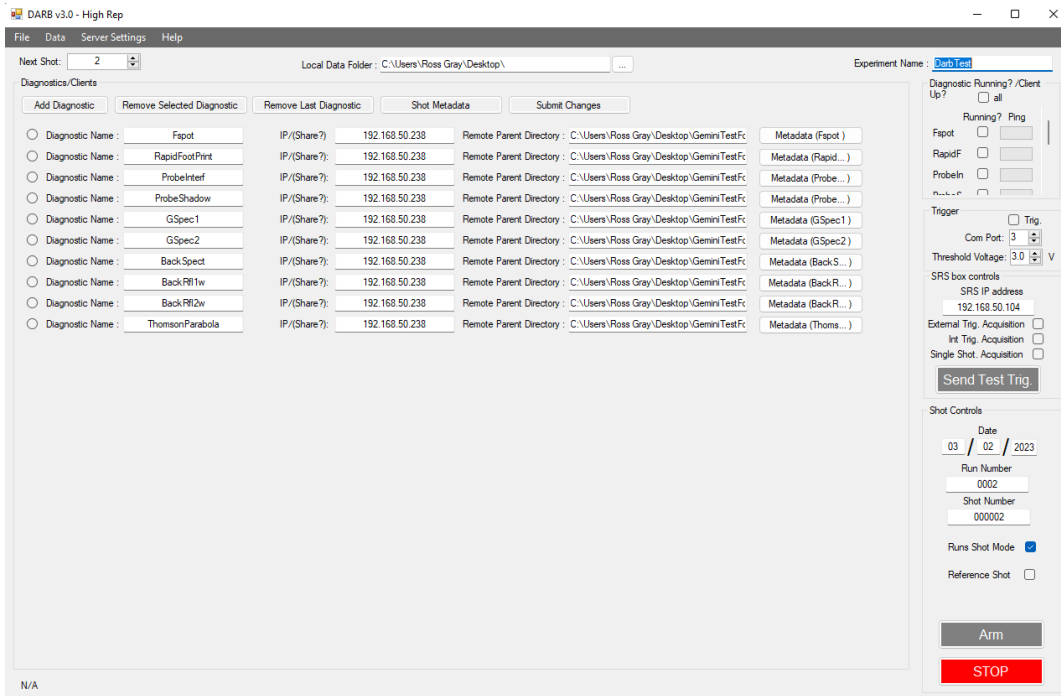 DARB v3.0 - High Rep
File Data Server Settings Help
Next Shot: 2
Local Data Folder : C:\Users\Ross Gray\Desktop\ ...
Experiment Name : DarbTest
Diagnostics/Clients
Add Diagnostic Remove Selected Diagnostic Remove Last Diagnostic Shot Metadata Submit Changes
Diagnostic Name : Fspot IP/(Share?) 192.168.50.238 Remote Parent Directory : C:\Users\Ross Gray\Desktop\GeminiTestFc Metadata (Fspot )
Diagnostic Name : RapidFootPrint IP/(Share?): 192.168.50.238 Remote Parent Directory : C:\Users\Ross Gray\Desktop\GeminiTestFc Metadata (Rapid... )
Diagnostic Name : ProbeInterf IP/(Share?): 192.168.50.238 Remote Parent Directory : C:\Users\Ross Gray\Desktop\GeminiTestFc Metadata (Probe... )
Diagnostic Name : ProbeShadow IP/(Share?): 192.168.50.238 Remote Parent Directory : C:\Users\Ross Gray\Desktop\GeminiTestFc Metadata (Probe... )
Diagnostic Name : GSpec1 IP/(Share?): 192.168.50.238 Remote Parent Directory : C:\Users\Ross Gray\Desktop\GeminiTestFc Metadata (GSpec1 )
Diagnostic Name : GSpec2 IP/(Share?): 192.168.50.238 Remote Parent Directory : C:\Users\Ross Gray\Desktop\GeminiTestFc Metadata (GSpec2 )
Diagnostic Name : BackSpect IP/(Share?): 192.168.50.238 Remote Parent Directory : C:\Users\Ross Gray\Desktop\GeminiTestFc Metadata (BackS... )
Diagnostic Name : BackRfl1w IP/(Share?): 192.168.50.238 Remote Parent Directory : C:\Users\Ross Gray\Desktop\GeminiTestFc Metadata (BackR... )
Diagnostic Name : BackRfl2w IP/(Share?): 192.168.50.238 Remote Parent Directory : C:\Users\Ross Gray\Desktop\GeminiTestFc Metadata (BackR... )
Diagnostic Name : ThomsonParabola IP/(Share?): 192.168.50.238 Remote Parent Directory : C:\Users\Ross Gray\Desktop\GeminiTestFc Metadata (Thoms... )
Diagnostic Running? /Client
Up? all
Running? Ping
Fspot
RapidF
ProbeIn
Trigger
Trig.
Com Port: 3
Threshold Voltage: 3.0 V
SRS box controls
SRS IP address
192.168.50.104
External Trig. Acquisition
Int Trig. Acquisition
Single Shot. Acquisition
Send Test Trig.
Shot Controls
Date
03 / 02 / 2023
Run Number
0002
Shot Number
000002
Runs Shot Mode
Reference Shot
Arm
STOP
N/A